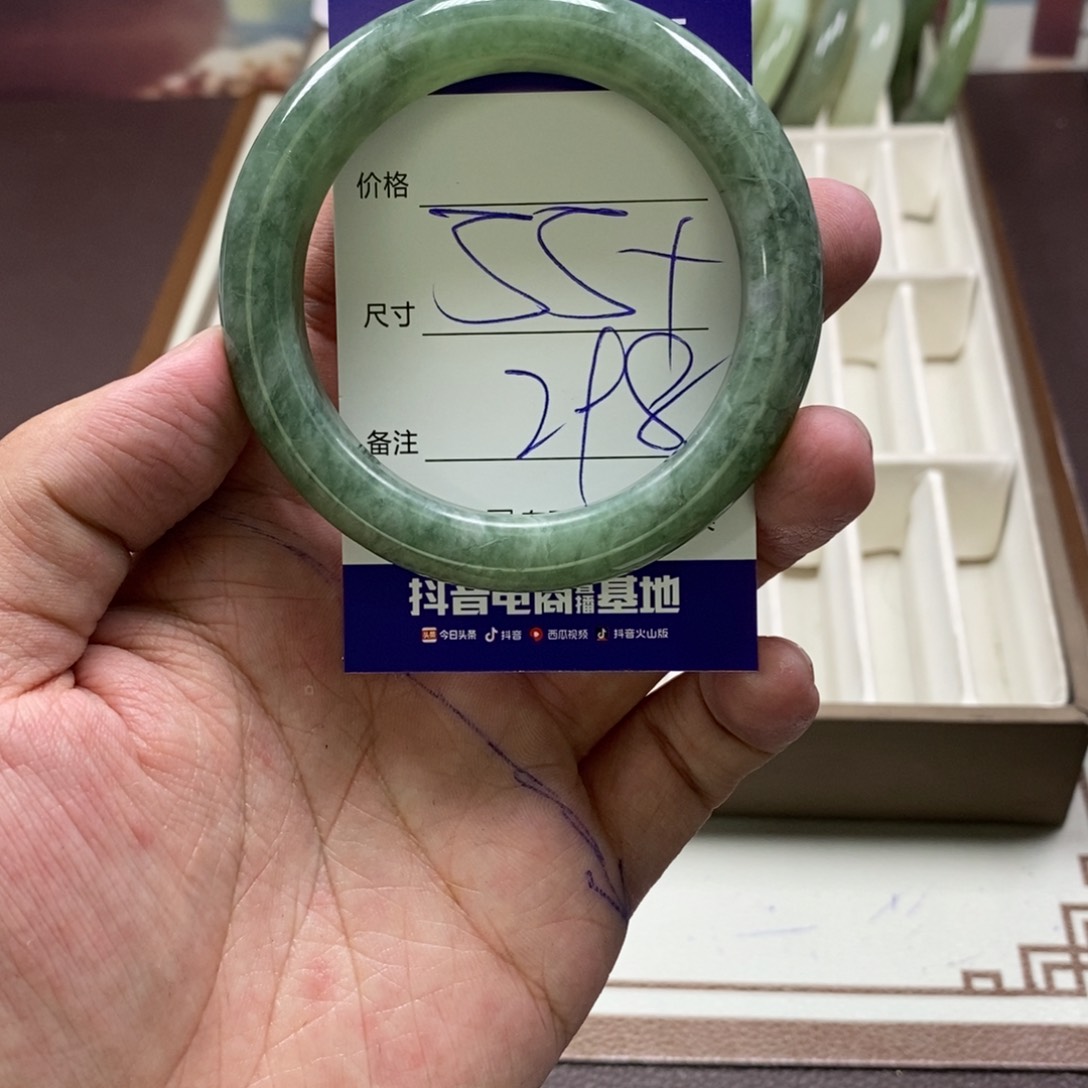 价格
55+
尺寸
298
备注
抖音电商直播基地
今日头条 抖音 西瓜视频 抖音火山版